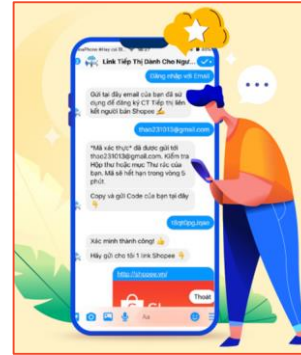 Link Tiếp Thị Dành Cho Ngư...
Đăng nhập với Email
Gửi tại đây email của bạn đã sử
dụng để đăng ký CT Tiếp thị liên
kết người bán Shopee
thao231013@gmail.com
"Mã xác thực" đã được gửi tới
thao231013@gmail.com. Kiểm tra
Hộp thư hoặc mục Thư rác của
bạn. Mã sẽ hết hạn trong vòng 5
phút.
Copy và gửi Code của bạn tại đây
Xác minh thành công!
Hãy gửi cho tôi 1 link Shopee
http://shopee.vn/
Thoát
Aa